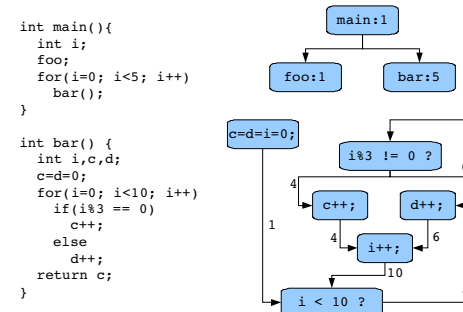 int main(){
int i;
foo;
for(i=0; i<5; i++)
bar();
}
int bar() {
int i,c,d;
c=d=0;
for(i=0; i<10; i++)
if(i%3 == 0)
c++;
else
d++;
return c;
}
main:1
foo:1
bar:5
c=d=i=0;
i%3 != 0 ?
4
c++;
d++;
1
4
6
i++;
10
i < 10 ?